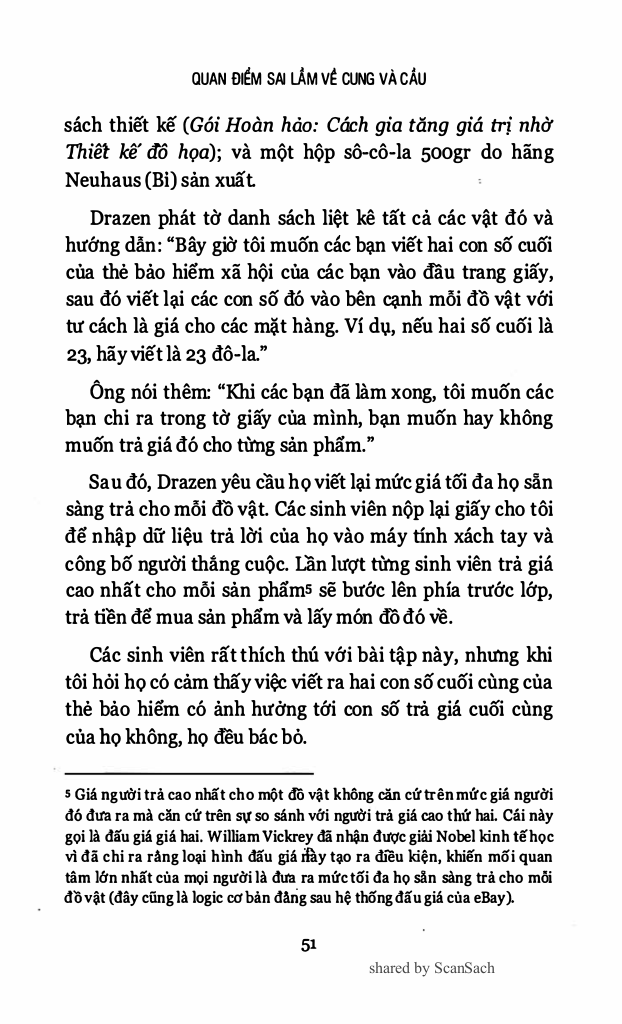 QUAN ĐIỂM SAI LẦM VỀ CUNG VÀ CẦU
sách thiết kế (Gói Hoàn hảo: Cách gia tăng giá trị nhờ
Thiết kế đồ họa); và một hộp sô-cô-la 500gr do hãng
Neuhaus (Bỉ) sản xuất.
Drazen phát tờ danh sách liệt kê tất cả các vật đó và
hướng dẫn: “Bây giờ tôi muốn các bạn viết hai con số cuối
của thẻ bảo hiểm xã hội của các bạn vào đầu trang giấy,
sau đó viết lại các con số đó vào bên cạnh mỗi đồ vật với
tư cách là giá cho các mặt hàng. Ví dụ, nếu hai số cuối là
23, hãy viết là 23 đô-la.”
Ông nói thêm: “Khi các bạn đã làm xong, tôi muốn các
bạn chỉ ra trong tờ giấy của mình, bạn muốn hay không
muốn trả giá đó cho từng sản phẩm.”
Sau đó, Drazen yêu cầu họ viết lại mức giá tối đa họ sẵn
sàng trả cho mỗi đồ vật. Các sinh viên nộp lại giấy cho tôi
để nhập dữ liệu trả lời của họ vào máy tính xách tay và
công bố người thắng cuộc. Lần lượt từng sinh viên trả giá
cao nhất cho mỗi sản phẩm5 sẽ bước lên phía trước lớp,
trả tiền để mua sản phẩm và lấy món đồ đó về.
Các sinh viên rất thích thú với bài tập này, nhưng khi
tôi hỏi họ có cảm thấy việc viết ra hai con số cuối cùng của
thẻ bảo hiểm có ảnh hưởng tới con số trả giá cuối cùng
của họ không, họ đều bác bỏ.
5 Giá người trả cao nhất cho một đồ vật không căn cứ trên mức giá người
đó đưa ra mà căn cứ trên sự so sánh với người trả giá cao thứ hai. Cái này
gọi là đấu giá giá hai. William Vickrey đã nhận được giải Nobel kinh tế học
vì đã chỉ ra rằng loại hình đấu giá này tạo ra điều kiện, khiến mối quan
tâm lớn nhất của mọi người là đưa ra mức tối đa họ sẵn sàng trả cho mỗi
đồ vật (đây cũng là logic cơ bản đằng sau hệ thống đấu giá của eBay).
51
shared by ScanSach